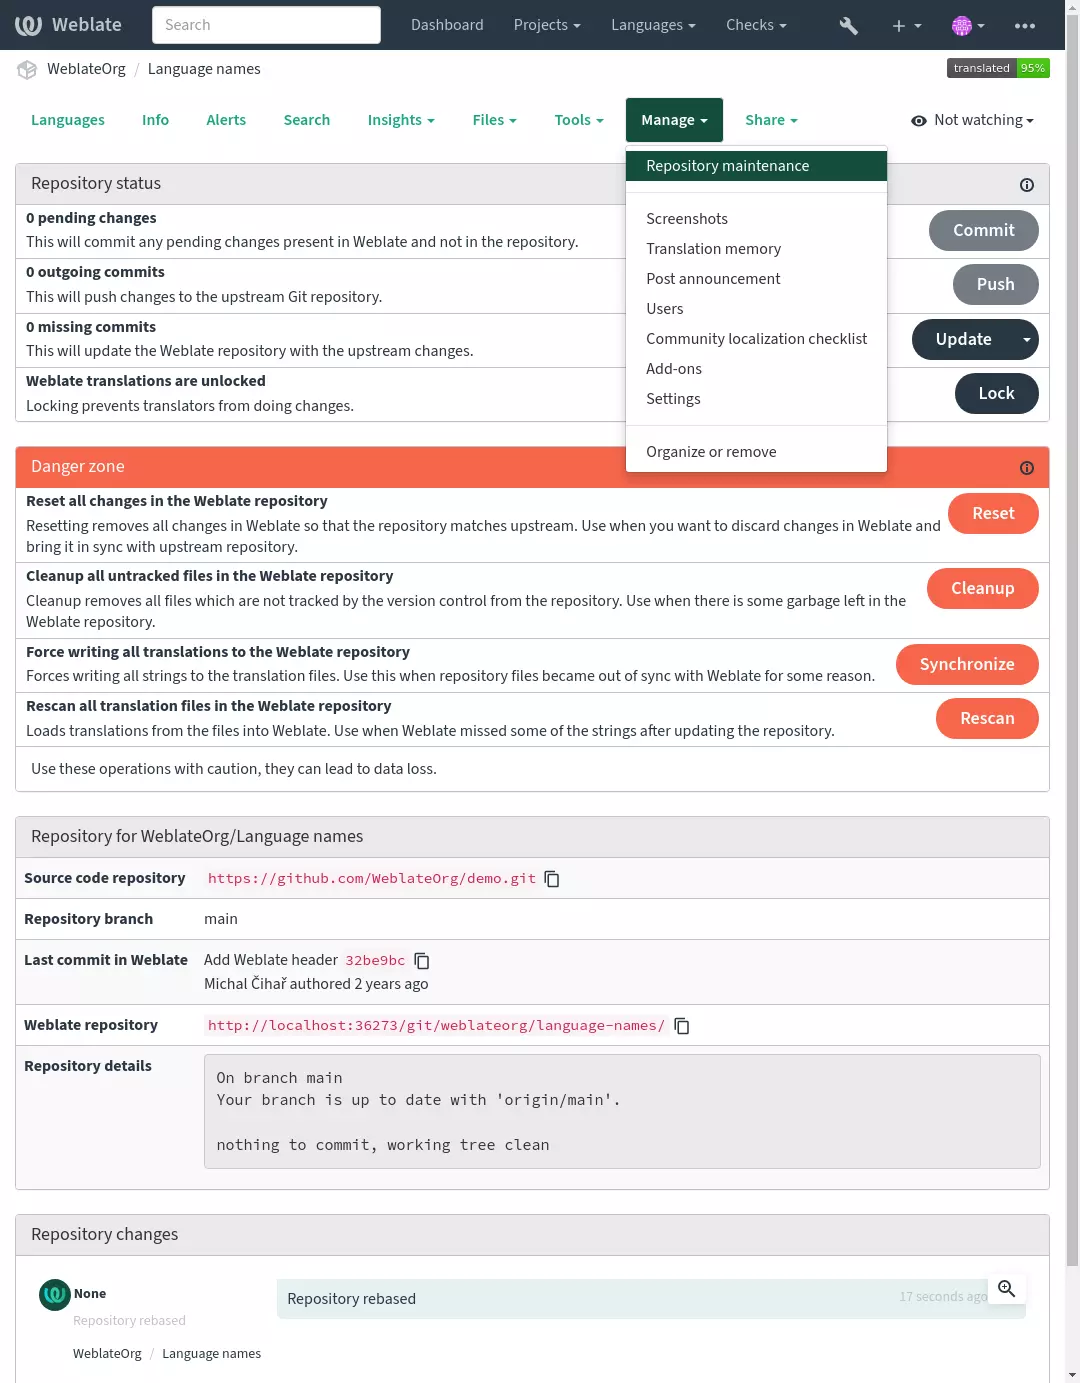 Weblate
Search
Dashboard
Projects
Languages
Checks
WeblateOrg / Language names
translated 95%
Languages
Info
Alerts
Search
Insights
Files
Tools
Manage
Share
Not watching
Repository maintenance
Screenshots
Translation memory
Post announcement
Users
Community localization checklist
Add-ons
Settings
Organize or remove
Repository status
0 pending changes
This will commit any pending changes present in Weblate and not in the repository.
Commit
0 outgoing commits
This will push changes to the upstream Git repository.
Push
0 missing commits
This will update the Weblate repository with the upstream changes.
Update
Weblate translations are unlocked
Locking prevents translators from doing changes.
Lock
Danger zone
Reset all changes in the Weblate repository
Resetting removes all changes in Weblate so that the repository matches upstream. Use when you want to discard changes in Weblate and
bring it in sync with upstream repository.
Reset
Cleanup all untracked files in the Weblate repository
Cleanup removes all files which are not tracked by the version control from the repository. Use when there is some garbage left in the
Weblate repository.
Cleanup
Force writing all translations to the Weblate repository
Forces writing all strings to the translation files. Use this when repository files became out of sync with Weblate for some reason.
Synchronize
Rescan all translation files in the Weblate repository
Loads translations from the files into Weblate. Use when Weblate missed some of the strings after updating the repository.
Rescan
Use these operations with caution, they can lead to data loss.
Repository for WeblateOrg/Language names
Source code repository
https://github.com/WeblateOrg/demo.git
Repository branch
main
Last commit in Weblate
Add Weblate header 32be9bc
Michal Čihař authored 2 years ago
Weblate repository
http://localhost:36273/git/weblateorg/language-names/
Repository details
On branch main
Your branch is up to date with 'origin/main'.
nothing to commit, working tree clean
Repository changes
None
Repository rebased
WeblateOrg / Language names
Repository rebased
17 seconds ago